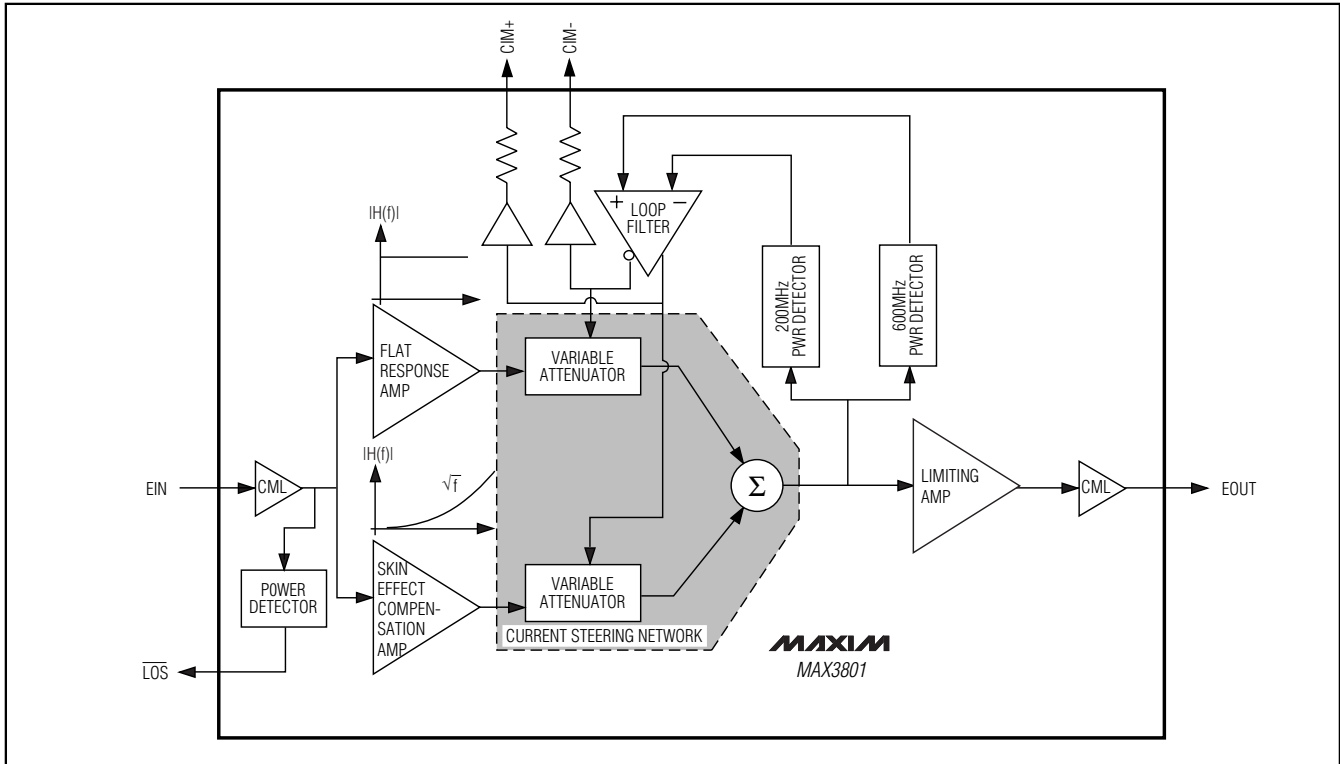 CIM+
CIM-
+
−
LOOP
FILTER
|H(f)|
200MHz
PWR DETECTOR
600MHz
PWR DETECTOR
FLAT
RESPONSE
AMP
VARIABLE
ATTENUATOR
|H(f)|
√f
EIN
CML
Σ
LIMITING
AMP
CML
EOUT
POWER
DETECTOR
SKIN
EFFECT
COMPEN-
SATION
AMP
VARIABLE
ATTENUATOR
CURRENT STEERING NETWORK
MAXIM
MAX3801
L̅O̅S̅